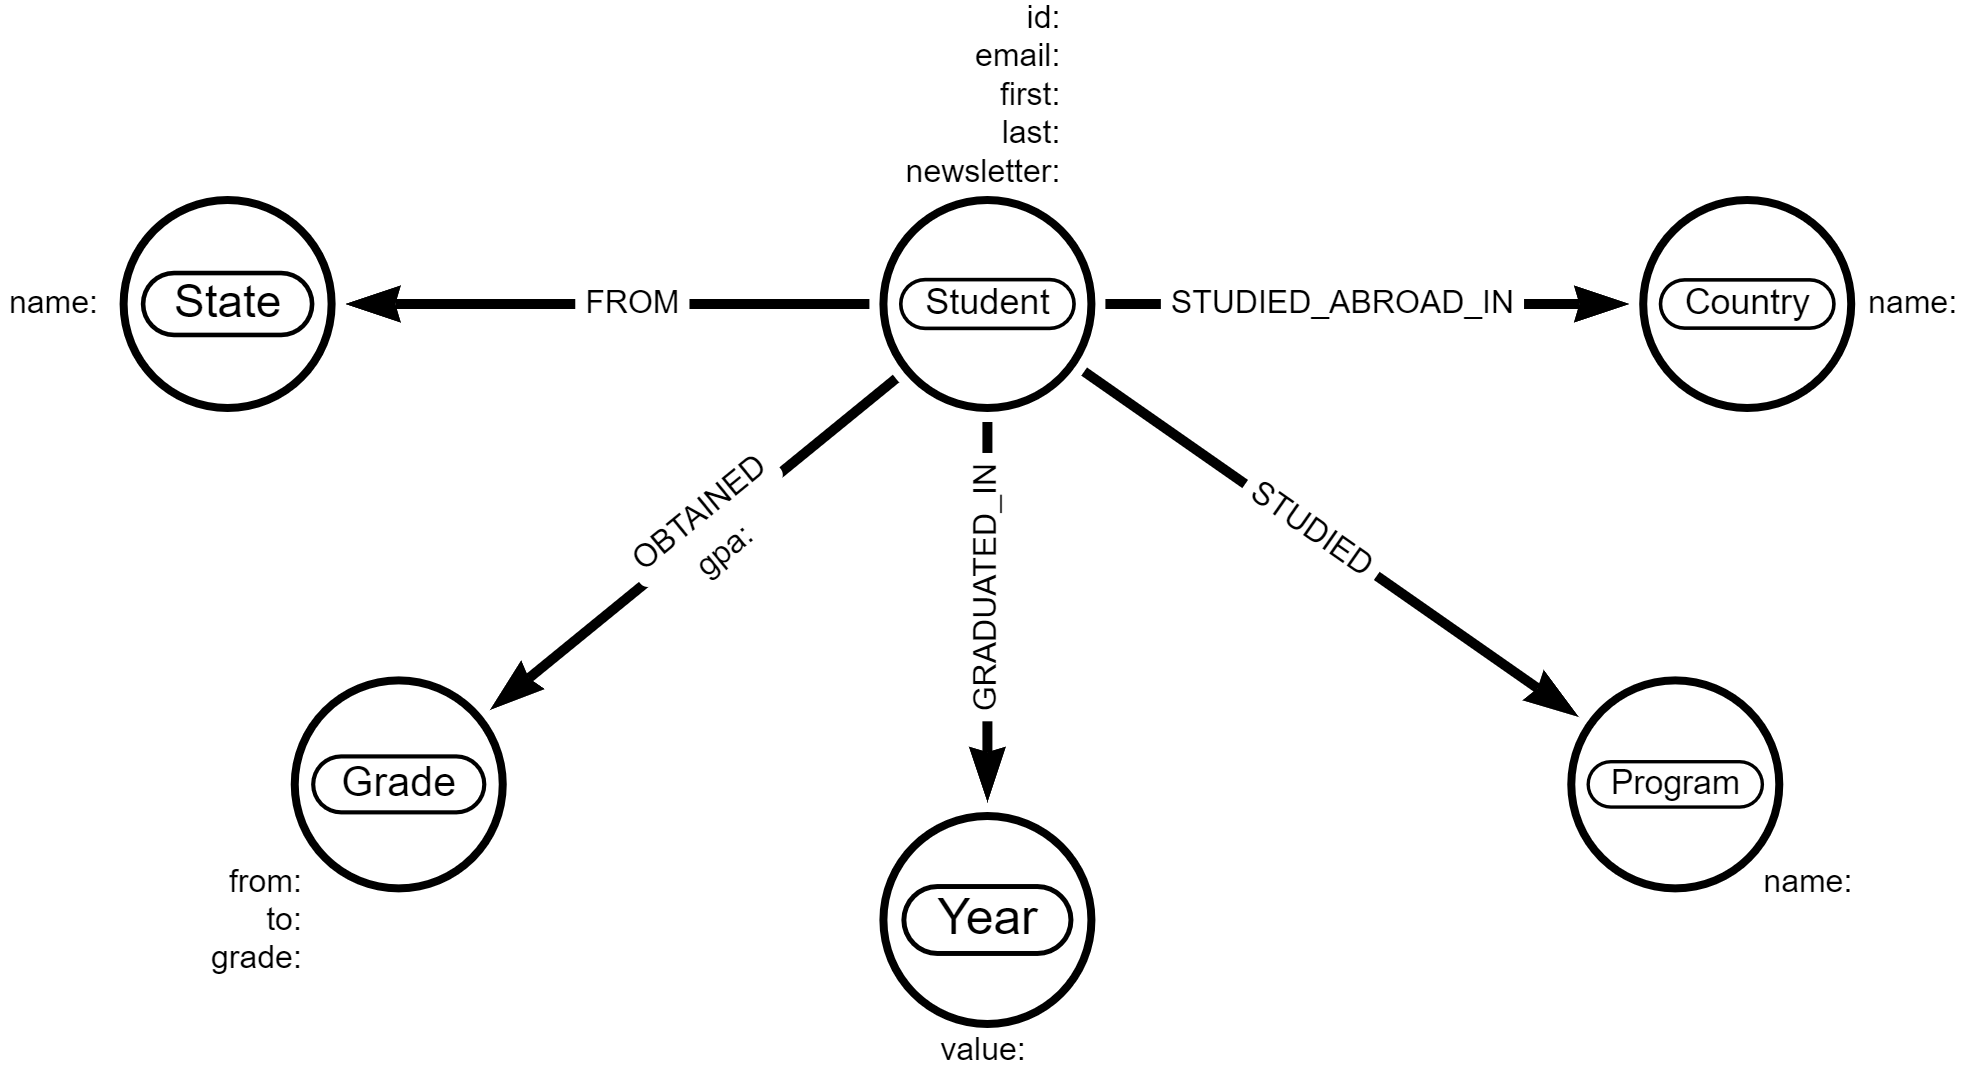 id:
email:
first:
last:
newsletter:
name:
State
FROM
Student
STUDIED_ABROAD_IN
Country
name:
OBTAINED
gpa:
GRADUATED_IN
STUDIED
Grade
from:
to:
grade:
Year
value:
Program
name: